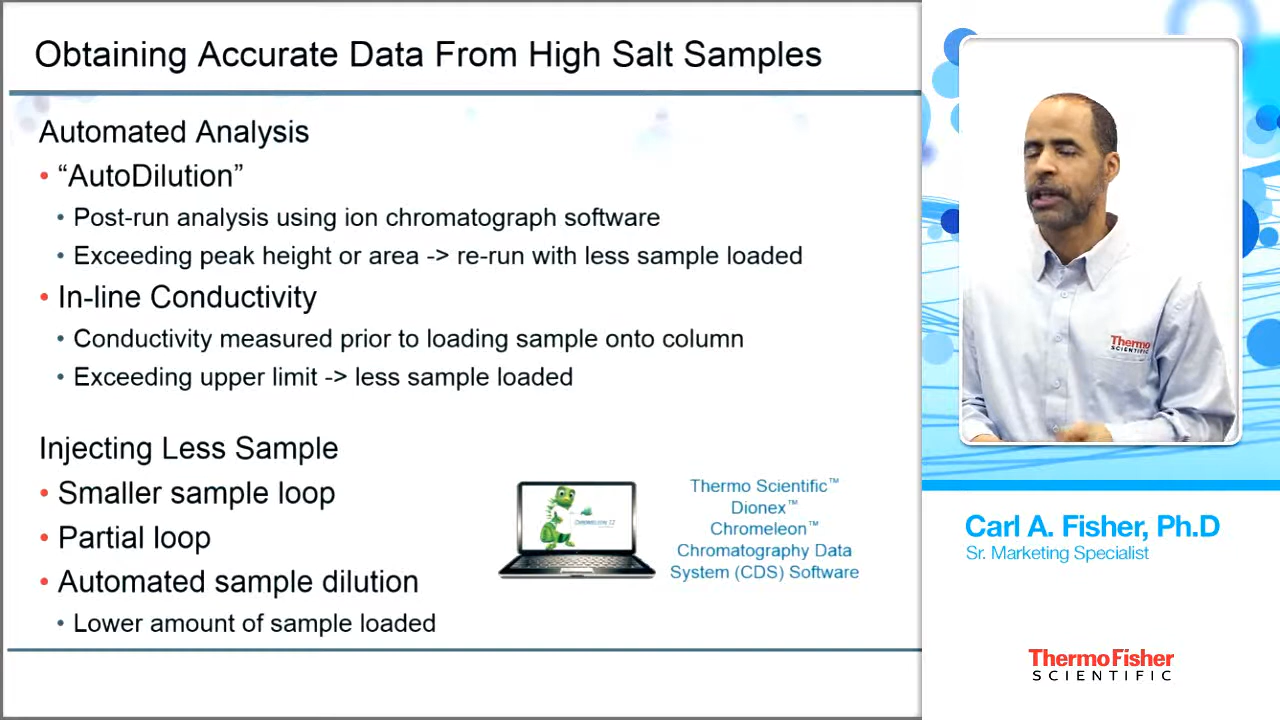 Obtaining Accurate Data From High Salt Samples
Automated Analysis
• “AutoDilution”
• Post-run analysis using ion chromatograph software
• Exceeding peak height or area -> re-run with less sample loaded
• In-line Conductivity
• Conductivity measured prior to loading sample onto column
• Exceeding upper limit -> less sample loaded
Injecting Less Sample
• Smaller sample loop
• Partial loop
• Automated sample dilution
• Lower amount of sample loaded
Thermo Scientific™
Dionex™
Chromeleon™
Chromatography Data
System (CDS) Software
Thermo
SCIENTIFIC
Carl A. Fisher, Ph.D
Sr. Marketing Specialist
ThermoFisher
SCIENTIFIC